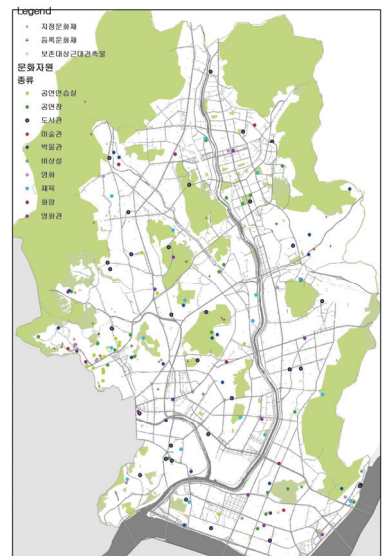 Legend
지정문화재
등록문화재
보존대상근대건축물
문화자원
종류
공연연습실
공연장
도서관
미술관
박물관
비상설
영화
체육
화랑
영화관